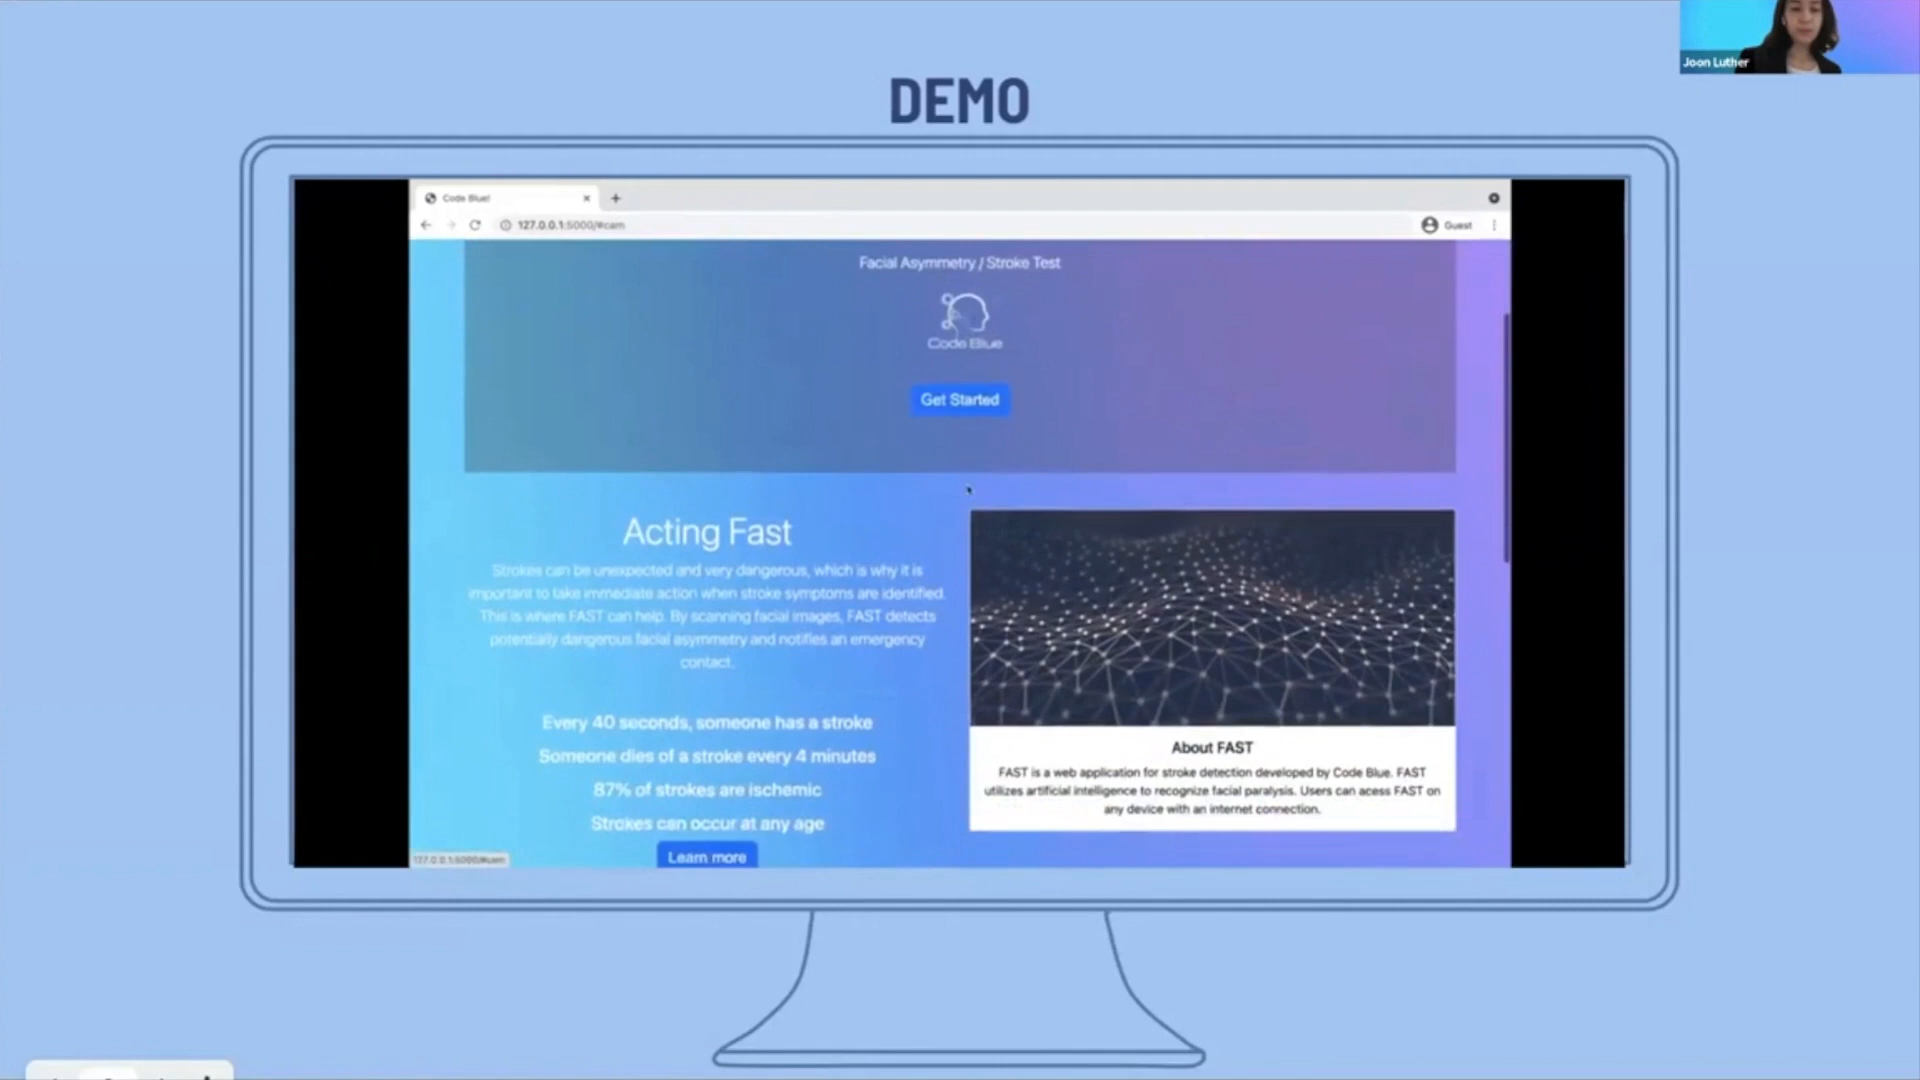 Joon Luther
DEMO
Code Blue!
127.0.0.1:5000/#cam
Guest
Facial Asymmetry / Stroke Test
Code Blue
Get Started
Acting Fast
Strokes can be unexpected and very dangerous, which is why it is
important to take immediate action when stroke symptoms are identified.
This is where FAST can help. By scanning facial images, FAST detects
potentially dangerous facial asymmetry and notifies an emergency
contact.
Every 40 seconds, someone has a stroke
Someone dies of a stroke every 4 minutes
87% of strokes are ischemic
Strokes can occur at any age
Learn more
About FAST
FAST is a web application for stroke detection developed by Code Blue. FAST
utilizes artificial intelligence to recognize facial paralysis. Users can acess FAST on
any device with an internet connection.
127.0.0.1:5000/#cam